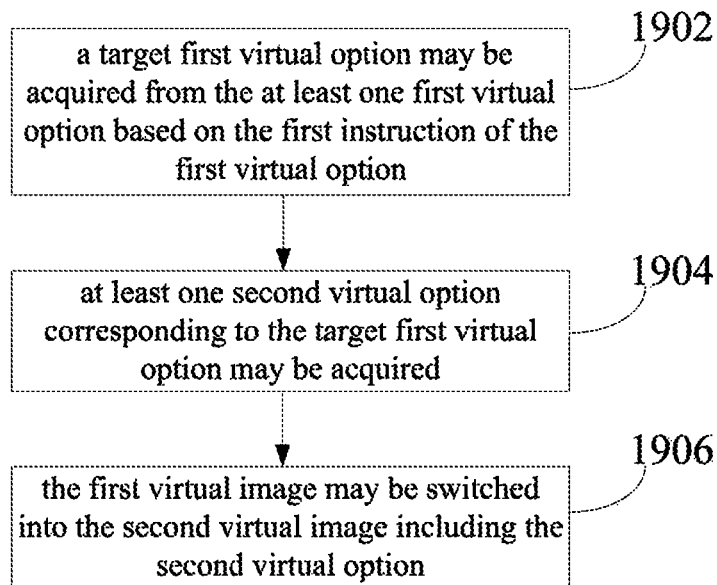 1902
a target first virtual option may be
acquired from the at least one first virtual
option based on the first instruction of the
first virtual option
1904
at least one second virtual option
corresponding to the target first virtual
option may be acquired
1906
the first virtual image may be switched
into the second virtual image including the
second virtual option